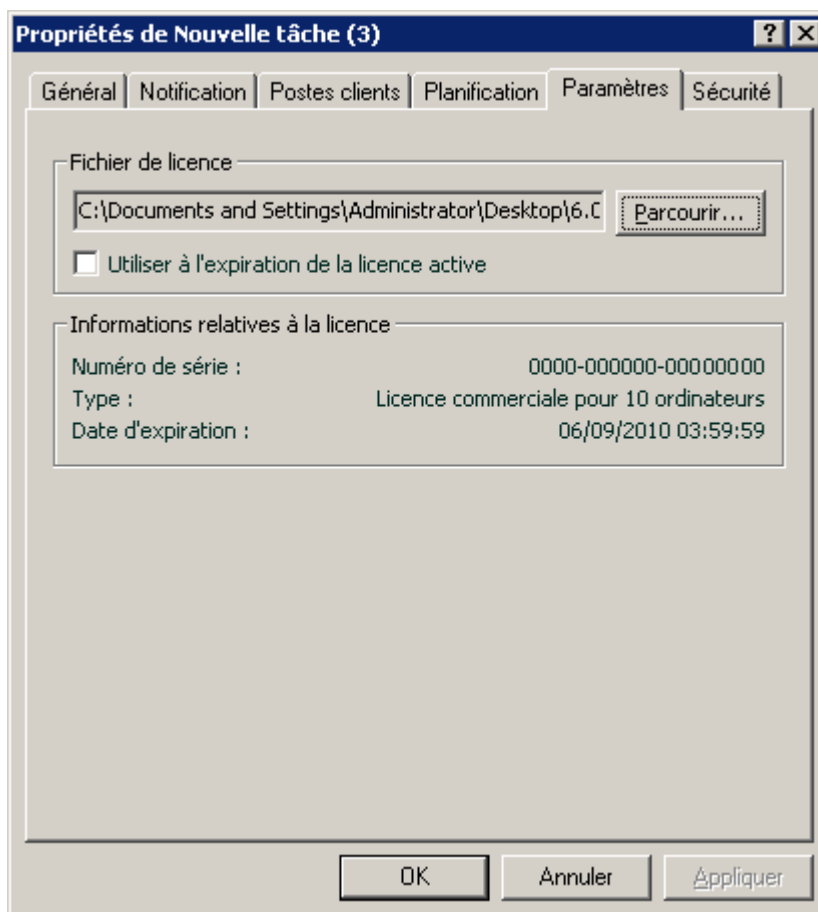 Propriétés de Nouvelle tâche (3)
Général Notification Postes clients Planification Paramètres Sécurité
Fichier de licence
C:\Documents and Settings\Administrator\Desktop\6.0 Parcourir...
Utiliser à l'expiration de la licence active
Informations relatives à la licence
Numéro de série : 0000-000000-00000000
Type : Licence commerciale pour 10 ordinateurs
Date d'expiration : 06/09/2010 03:59:59
OK Annuler Appliquer